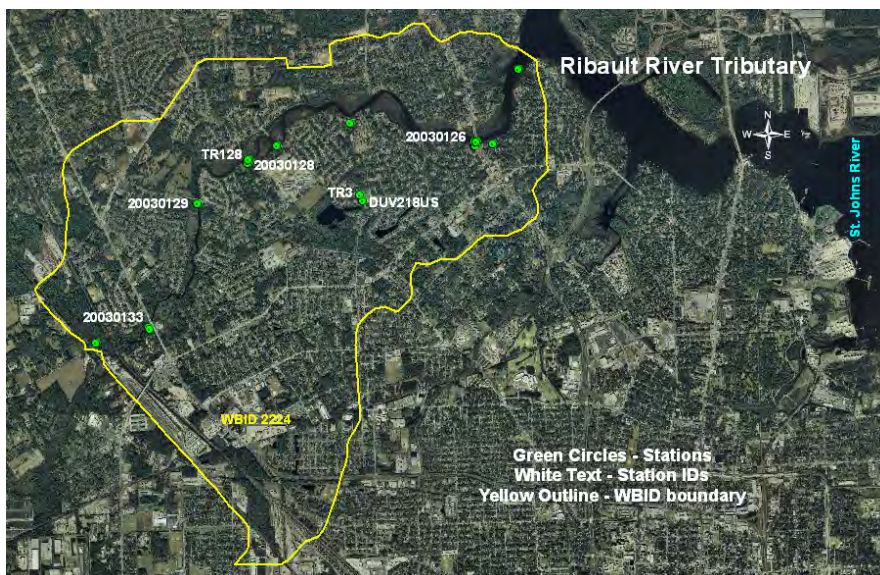 Ribault River Tributary
N
W E
S
20030126
TR128
20030128
20030129
TR3
DUV218US
St. Johns River
20030133
WBID 2224
Green Circles - Stations
White Text - Station IDs
Yellow Outline - WBID boundary